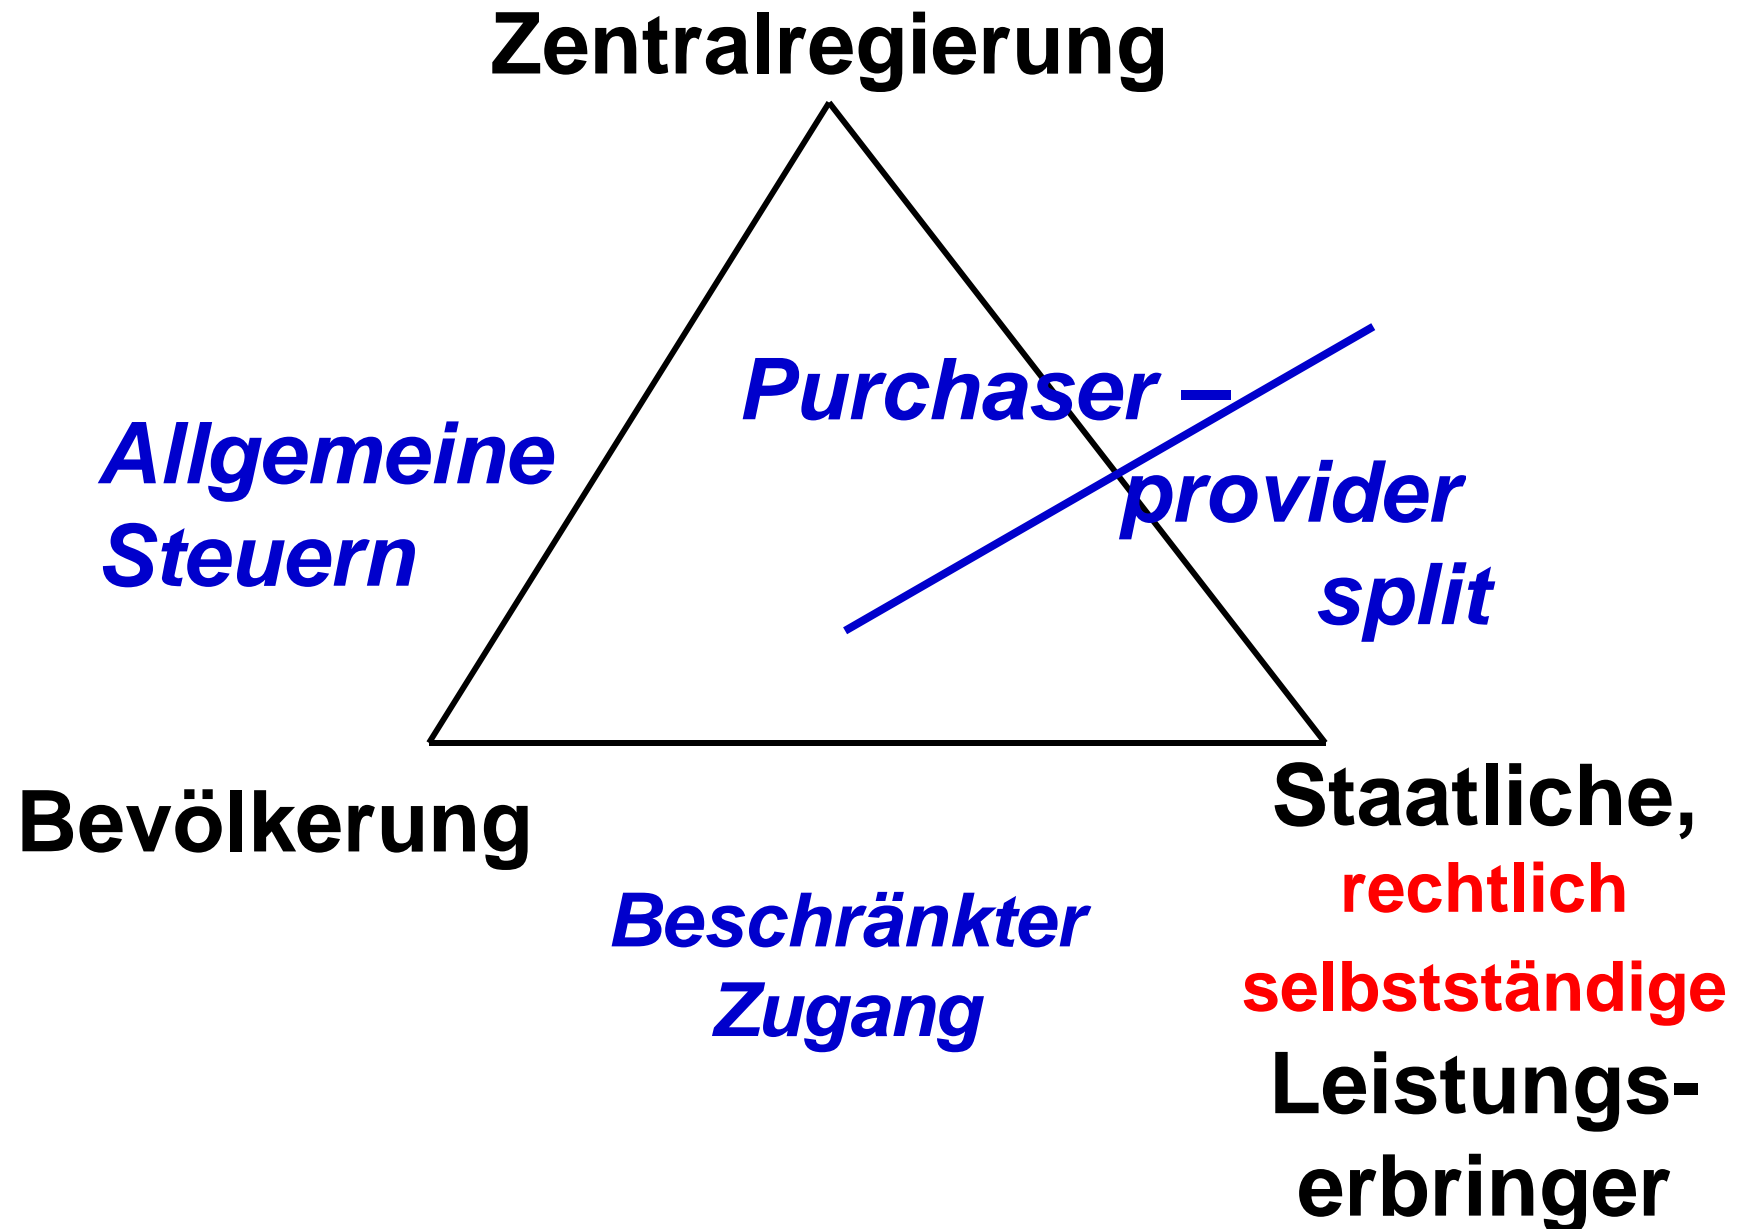 Zentralregierung
Purchaser –
provider
split
Allgemeine
Steuern
Bevölkerung
Beschränkter
Zugang
Staatliche,
rechtlich
selbstständige
Leistungs-
erbringer